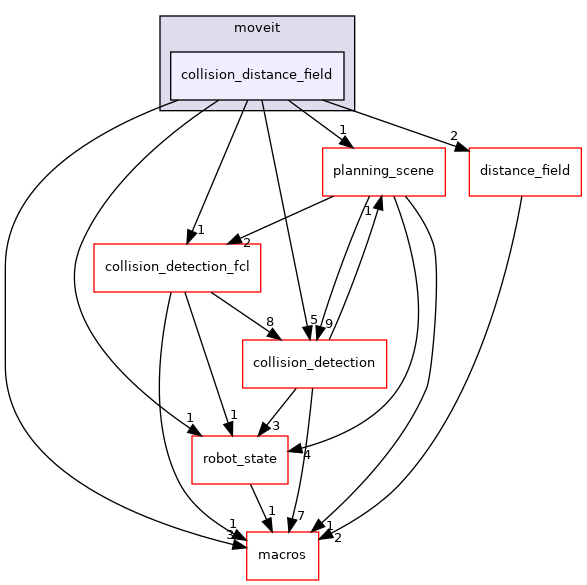 moveit
collision_distance_field
1
2
planning_scene
distance_field
1
1
2
collision_detection_fcl
8
5
9
collision_detection
1
1
3
robot_state
4
1
7
1
3
1
2
macros